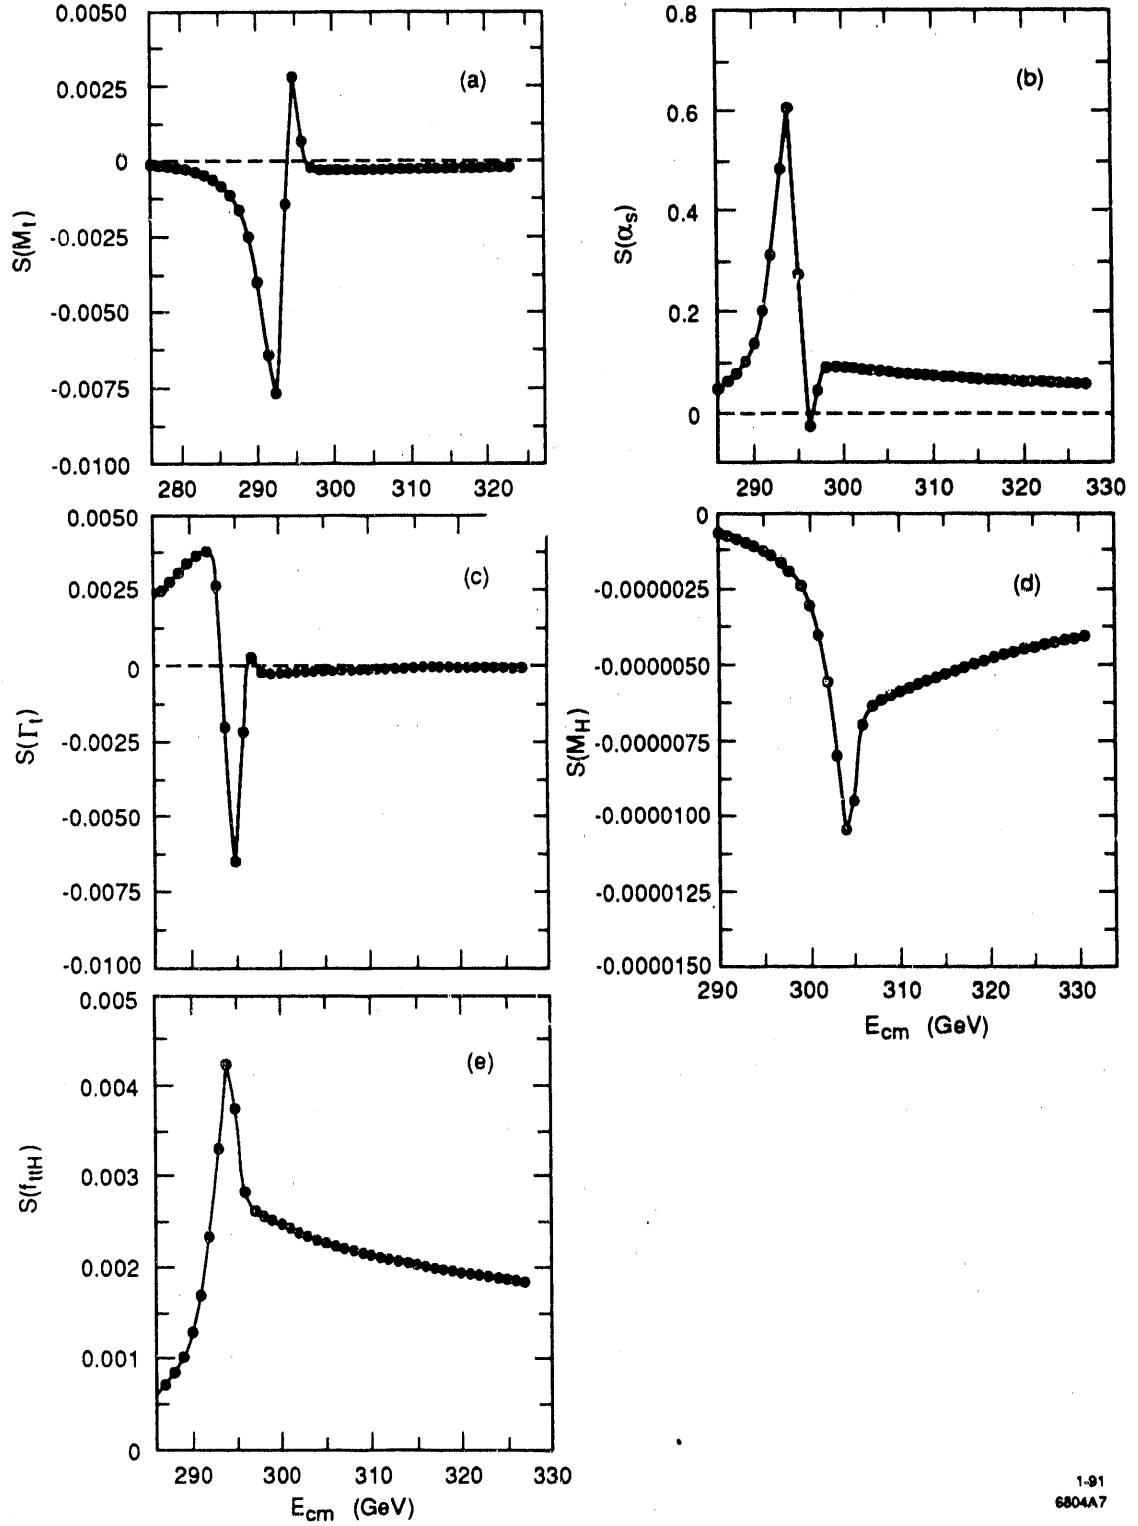 0.0050
0.0025
0
-0.0025
-0.0050
-0.0075
-0.0100
S(Mt)
(a)
280 290 300 310 320
0.8
0.6
0.4
0.2
0
S(αs)
(b)
290 300 310 320 330
0.0050
0.0025
0
-0.0025
-0.0050
-0.0075
-0.0100
S(Γt)
(c)
0
-0.0000025
-0.0000050
-0.0000075
-0.0000100
-0.0000125
-0.0000150
S(MH)
(d)
290 300 310 320 330
Ecm (GeV)
0.005
0.004
0.003
0.002
0.001
0
S(fttH)
(e)
290 300 310 320 330
Ecm (GeV)
1-91
6804A7